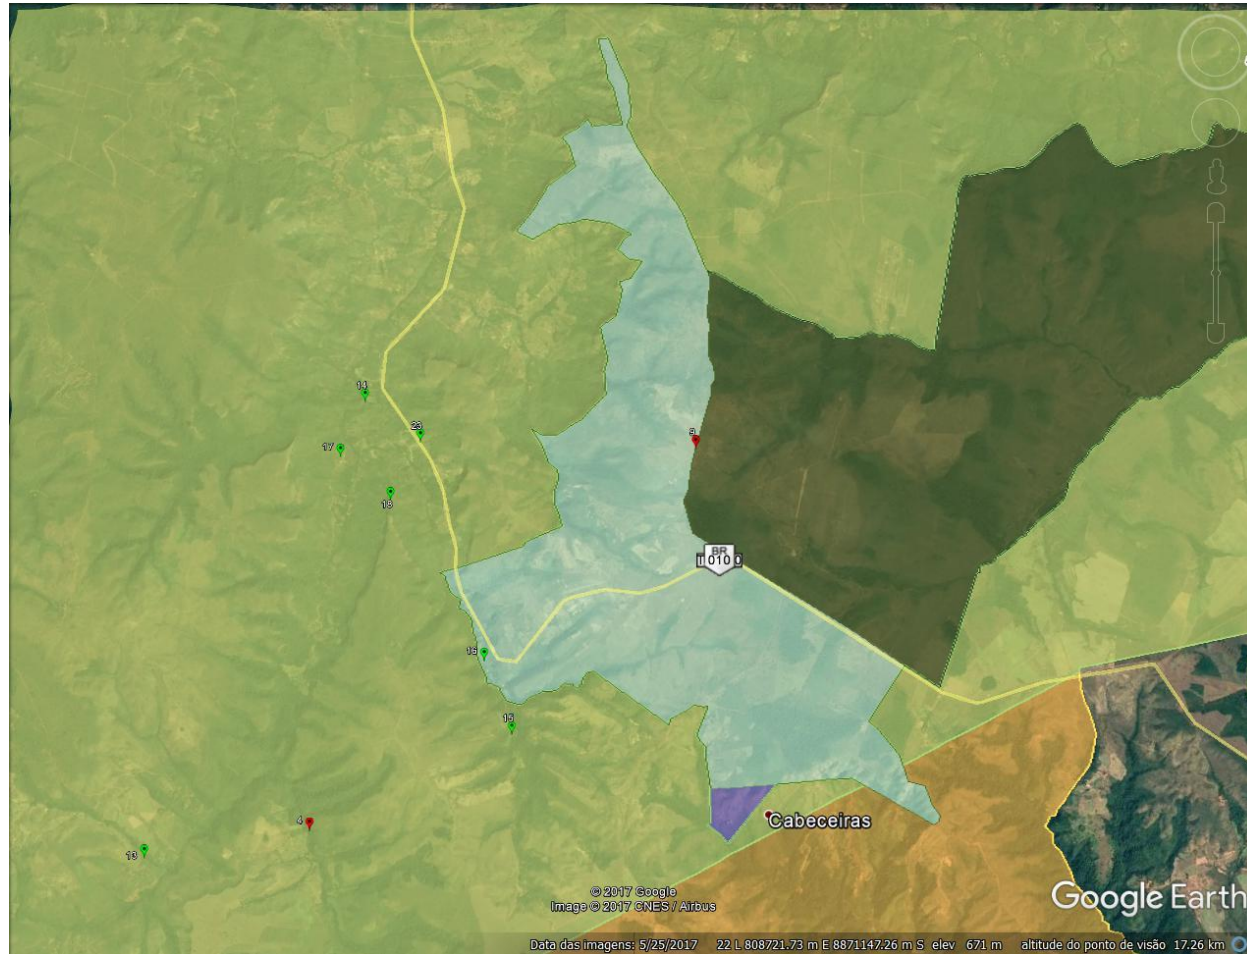 14
23
17
9
18
BR
010
16
15
Cabeceiras
4
13
© 2017 Google
Image © 2017 CNES / Airbus
Google Earth
Data das imagens: 5/25/2017 22 L 808721.73 m E 8871147.26 m S elev 671 m altitude do ponto de visão 17.26 km